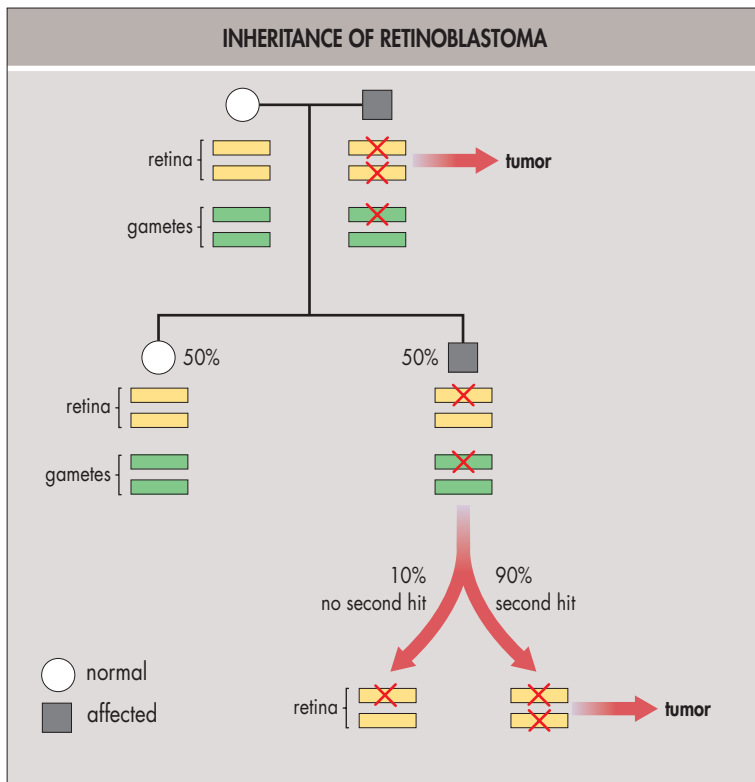 INHERITANCE OF RETINOBLASTOMA
retina
tumor
gametes
50%
50%
retina
gametes
10%
no second hit
90%
second hit
normal
affected
retina
tumor